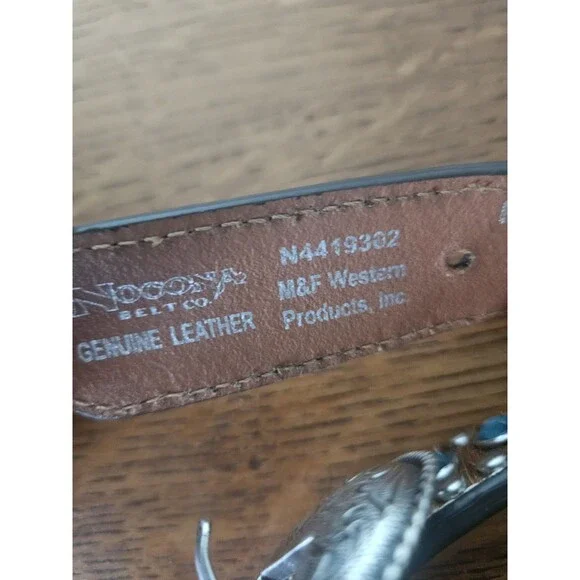 NOCONA
BELT CO.
GENUINE LEATHER
N4419302
M&F Western
Products, Inc.